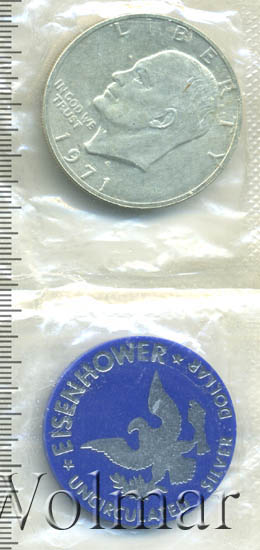 LIBERTY
IN GOD WE
TRUST
1971
EISENHOWER
UNCIRCULATED SILVER DOLLAR
Wolmar